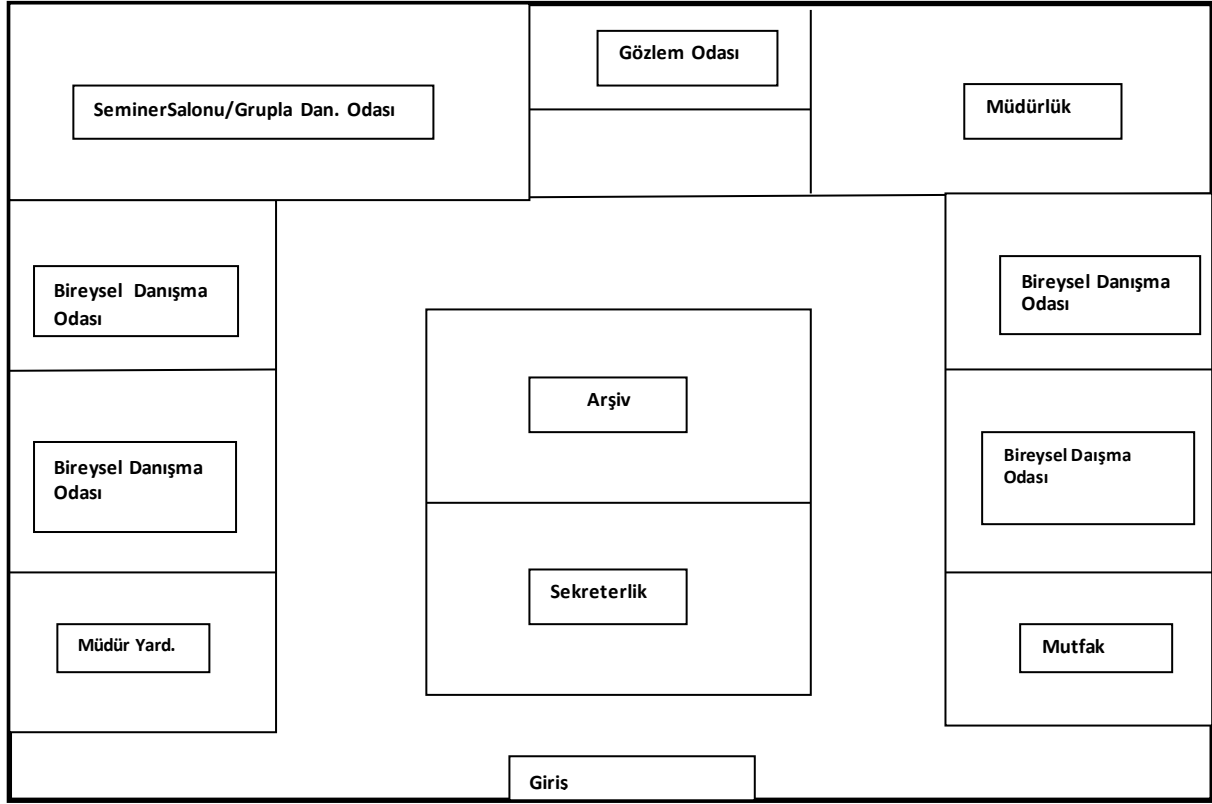 Gözlem Odası
SeminerSalonu/Grupla Dan. Odası
Müdürlük
Bireysel Danışma
Odası
Bireysel Danışma
Odası
Arşiv
Bireysel Danışma
Odası
Bireysel Daışma
Odası
Sekreterlik
Müdür Yard.
Mutfak
Giriş